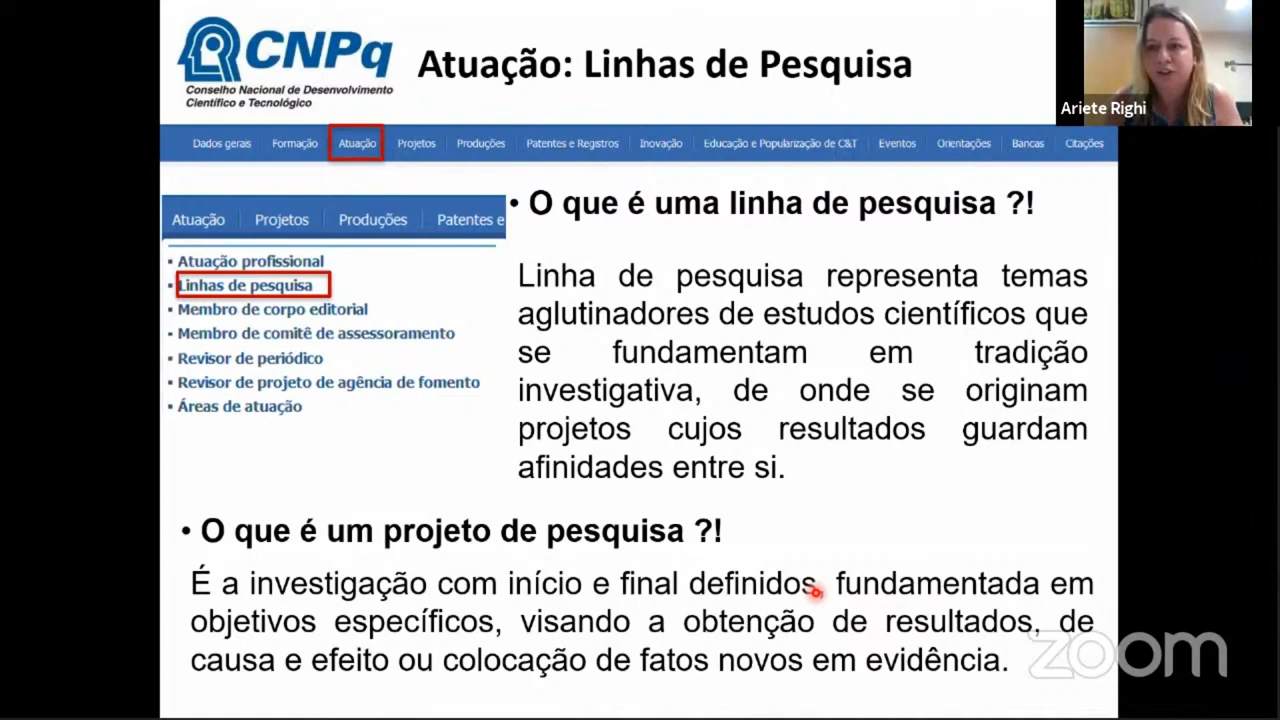 CNPq
Conselho Nacional de Desenvolvimento
Científico e Tecnológico
Atuação: Linhas de Pesquisa
Ariete Righi
Dados gerais Formação Atuação Projetos Produções Patentes e Registros Inovação Educação e Popularização de C&T Eventos Orientações Bancas Citações
Atuação Projetos Produções Patentes e
▪ Atuação profissional
▪ Linhas de pesquisa
▪ Membro de corpo editorial
▪ Membro de comitê de assessoramento
▪ Revisor de periódico
▪ Revisor de projeto de agência de fomento
▪ Áreas de atuação
• O que é uma linha de pesquisa ?!
Linha de pesquisa representa temas
aglutinadores de estudos científicos que
se fundamentam em tradição
investigativa, de onde se originam
projetos cujos resultados guardam
afinidades entre si.
• O que é um projeto de pesquisa ?!
É a investigação com início e final definidos, fundamentada em
objetivos específicos, visando a obtenção de resultados, de
causa e efeito ou colocação de fatos novos em evidência.
zoom